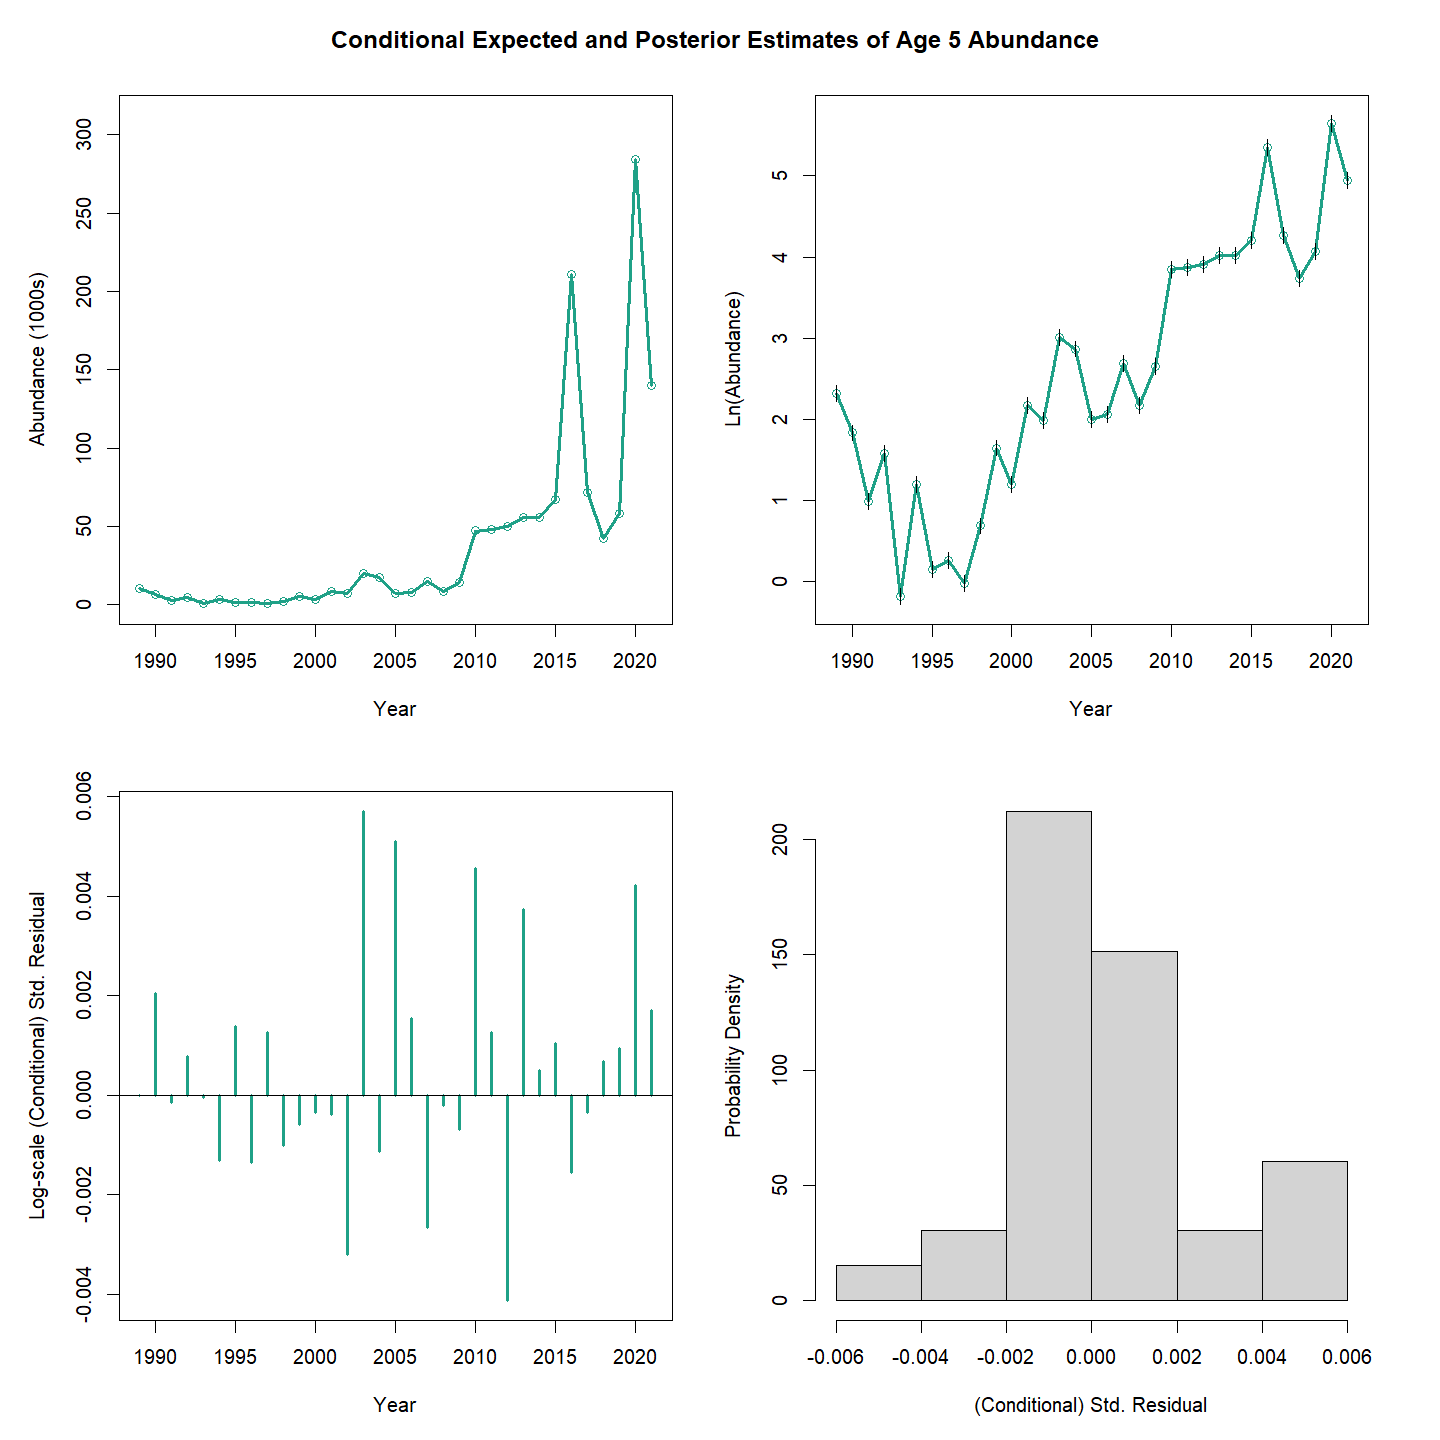 Conditional Expected and Posterior Estimates of Age 5 Abundance
Abundance (1000s)
300
250
200
150
100
50
0
1990 1995 2000 2005 2010 2015 2020
Year
Ln(Abundance)
5
4
3
2
1
0
1990 1995 2000 2005 2010 2015 2020
Year
Log-scale (Conditional) Std. Residual
0.006
0.004
0.002
0.000
-0.002
-0.004
1990 1995 2000 2005 2010 2015 2020
Year
Probability Density
200
150
100
50
0
-0.006 -0.004 -0.002 0.000 0.002 0.004 0.006
(Conditional) Std. Residual